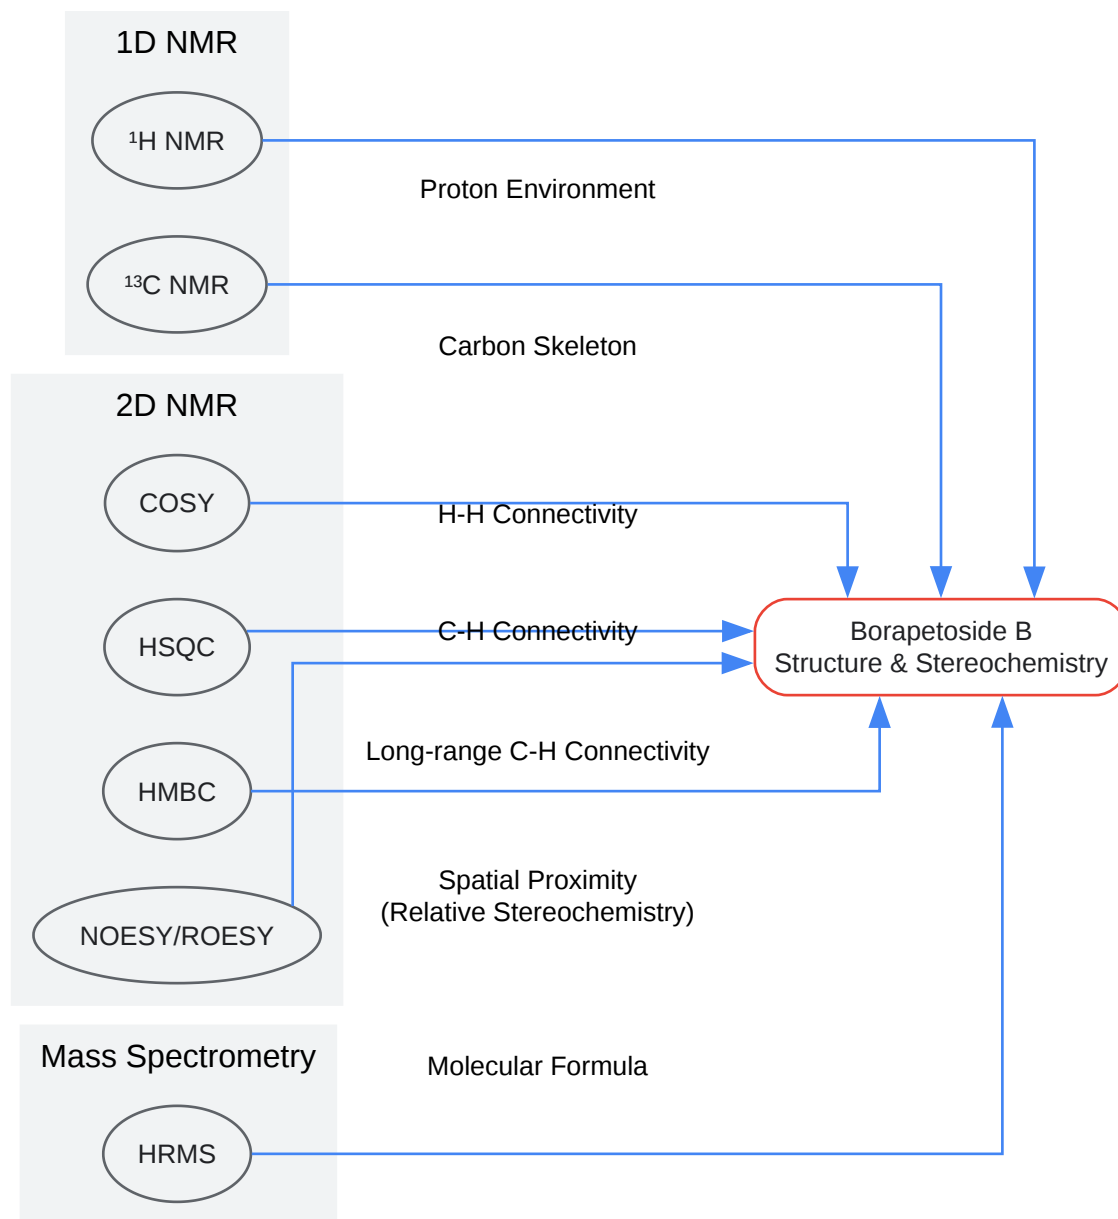 1D NMR
¹H NMR
Proton Environment
¹³C NMR
Carbon Skeleton
2D NMR
COSY
H-H Connectivity
HSQC
C-H Connectivity
Borapetoside B
Structure & Stereochemistry
HMBC
Long-range C-H Connectivity
NOESY/ROESY
Spatial Proximity
(Relative Stereochemistry)
Mass Spectrometry
Molecular Formula
HRMS